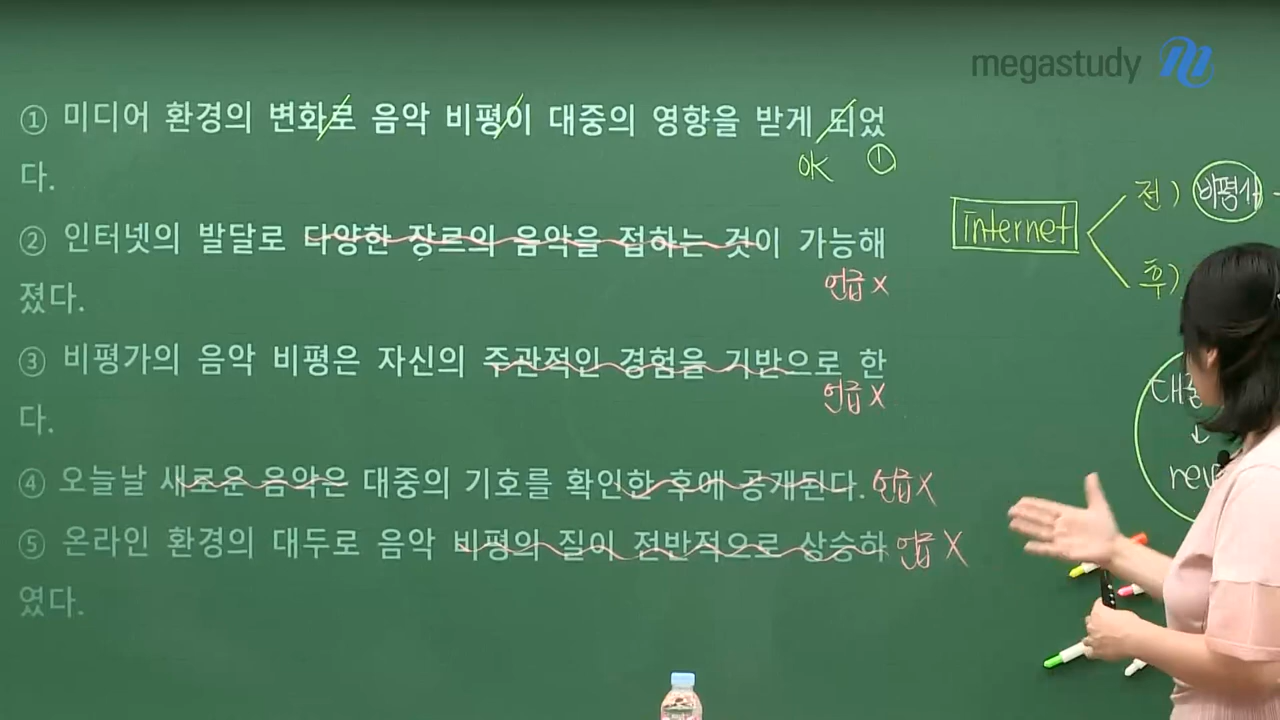 megastudy
① 미디어 환경의 변화로 음악 비평이 대중의 영향을 받게 되었
다.
OK ①
② 인터넷의 발달로 다양한 장르의 음악을 접하는 것이 가능해
졌다.
언급 X
③ 비평가의 음악 비평은 자신의 주관적인 경험을 기반으로 한
다.
언급 X
④ 오늘날 새로운 음악은 대중의 기호를 확인한 후에 공개된다. 언급 X
⑤ 온라인 환경의 대두로 음악 비평의 질이 전반적으로 상승하
였다.
언급 X
internet
전)
후)